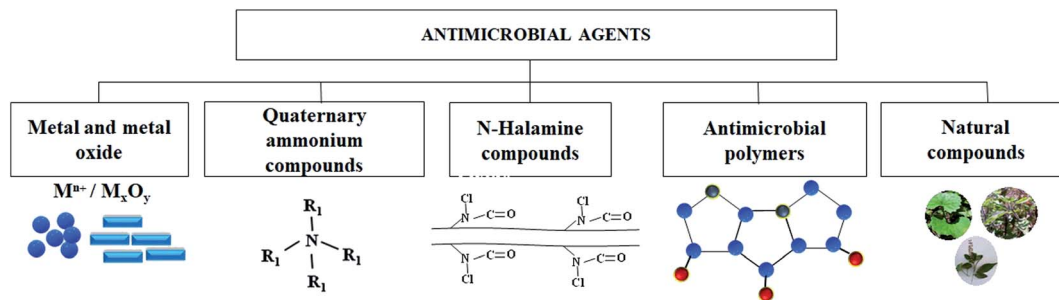 ANTIMICROBIAL AGENTS
Metal and metal
oxide
Quaternary
ammonium
compounds
N-Halamine
compounds
Antimicrobial
polymers
Natural
compounds
Mⁿ⁺ / MₓOᵧ
R₁
R₁ N R₁
R₁
Cl
N C=O
Cl
N C=O
N C=O
Cl
N C=O
Cl